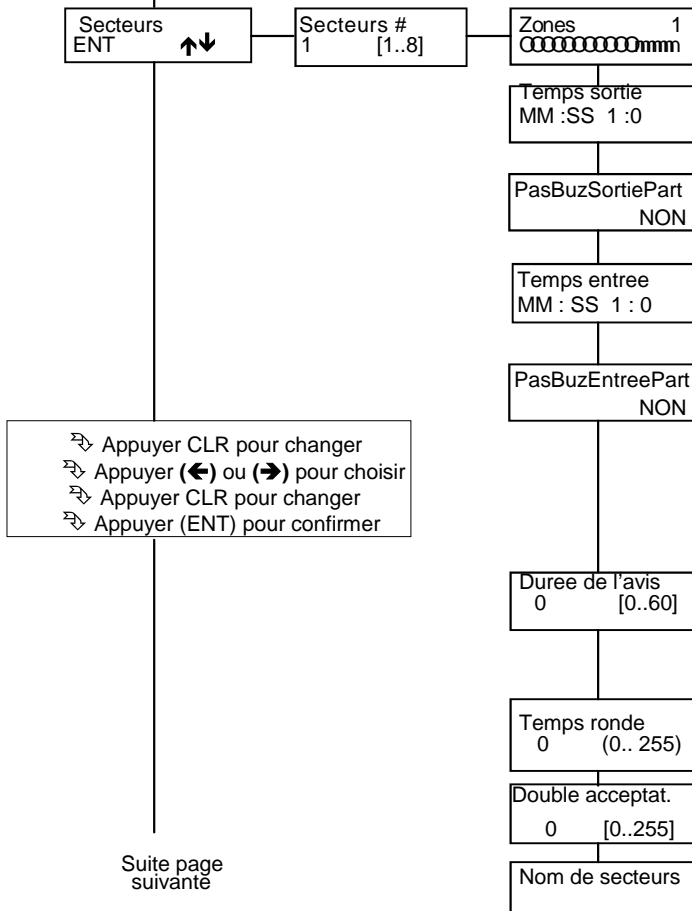 Secteurs
ENT ↑↓
Secteurs #
1 [1..8]
Zones 1
Temps sortie
MM :SS 1 :0
PasBuzSortiePart
NON
Temps entree
MM : SS 1 : 0
PasBuzEntreePart
NON
Appuyer CLR pour changer
Appuyer (←) ou (→) pour choisir
Appuyer CLR pour changer
Appuyer (ENT) pour confirmer
Duree de l'avis
0 [0..60]
Temps ronde
0 (0.. 255)
Double acceptat.
0 [0..255]
Nom de secteurs
Suite page
suivante